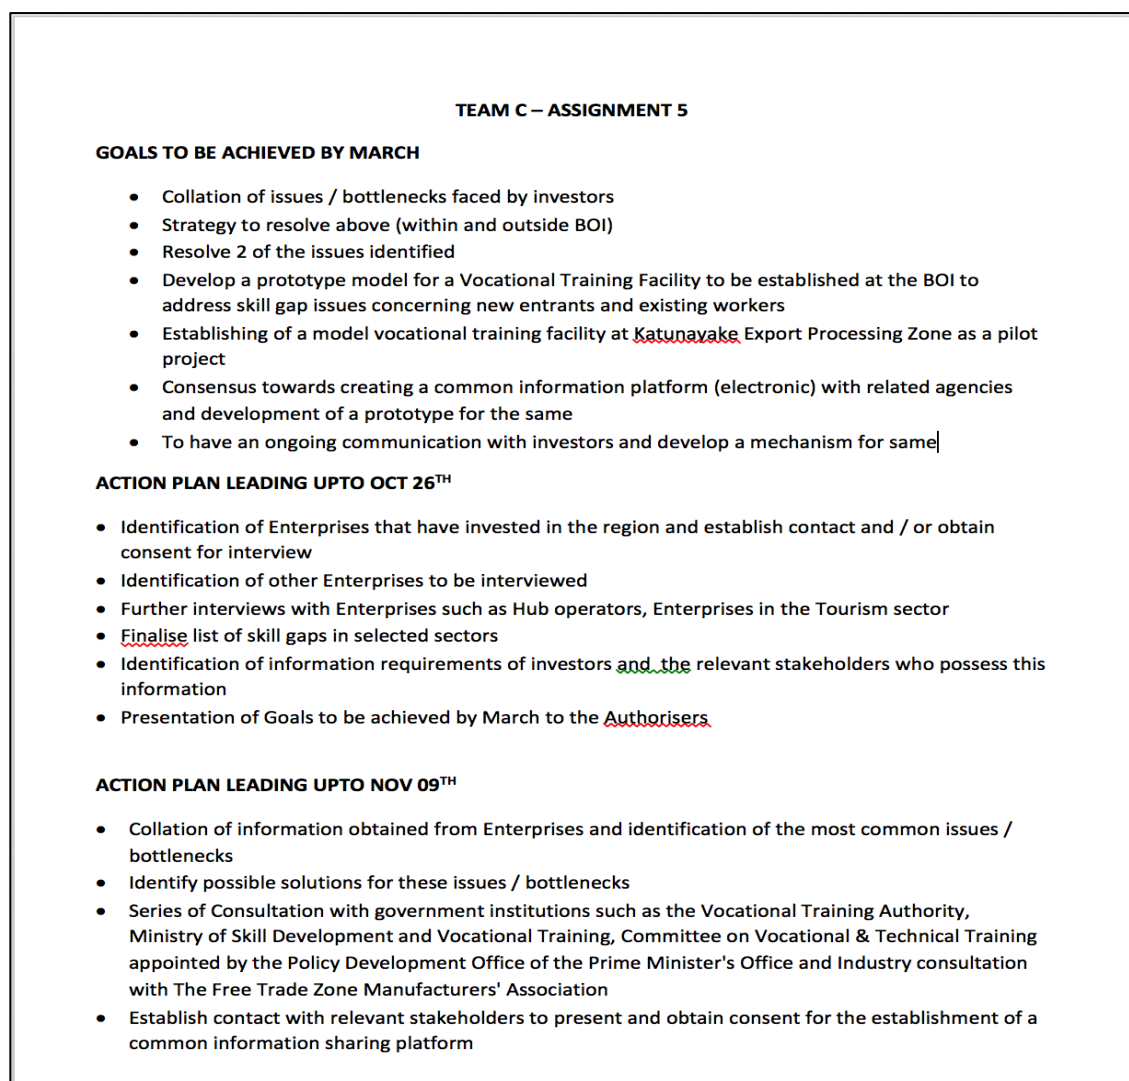 TEAM C – ASSIGNMENT 5
GOALS TO BE ACHIEVED BY MARCH
• Collation of issues / bottlenecks faced by investors
• Strategy to resolve above (within and outside BOI)
• Resolve 2 of the issues identified
• Develop a prototype model for a Vocational Training Facility to be established at the BOI to
address skill gap issues concerning new entrants and existing workers
• Establishing of a model vocational training facility at Katunayake Export Processing Zone as a pilot
project
• Consensus towards creating a common information platform (electronic) with related agencies
and development of a prototype for the same
• To have an ongoing communication with investors and develop a mechanism for same
ACTION PLAN LEADING UPTO OCT 26TH
• Identification of Enterprises that have invested in the region and establish contact and / or obtain
consent for interview
• Identification of other Enterprises to be interviewed
• Further interviews with Enterprises such as Hub operators, Enterprises in the Tourism sector
• Finalise list of skill gaps in selected sectors
• Identification of information requirements of investors and  the relevant stakeholders who possess this
information
• Presentation of Goals to be achieved by March to the Authorisers
ACTION PLAN LEADING UPTO NOV 09TH
• Collation of information obtained from Enterprises and identification of the most common issues /
bottlenecks
• Identify possible solutions for these issues / bottlenecks
• Series of Consultation with government institutions such as the Vocational Training Authority,
Ministry of Skill Development and Vocational Training, Committee on Vocational & Technical Training
appointed by the Policy Development Office of the Prime Minister's Office and Industry consultation
with The Free Trade Zone Manufacturers' Association
• Establish contact with relevant stakeholders to present and obtain consent for the establishment of a
common information sharing platform